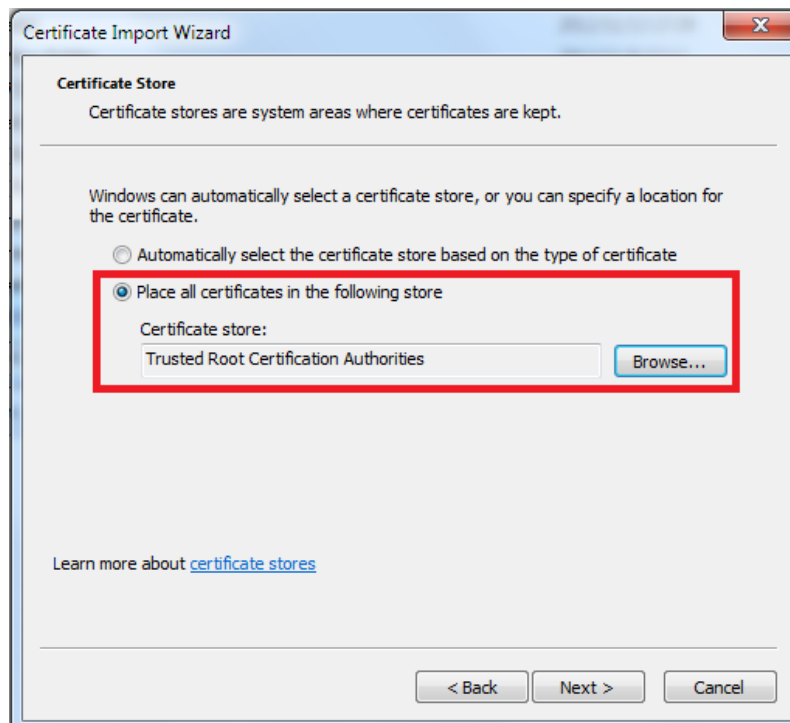 Certificate Import Wizard
X
Certificate Store
Certificate stores are system areas where certificates are kept.
Windows can automatically select a certificate store, or you can specify a location for
the certificate.
Automatically select the certificate store based on the type of certificate
Place all certificates in the following store
Certificate store:
Trusted Root Certification Authorities
Browse...
Learn more about certificate stores
< Back Next > Cancel